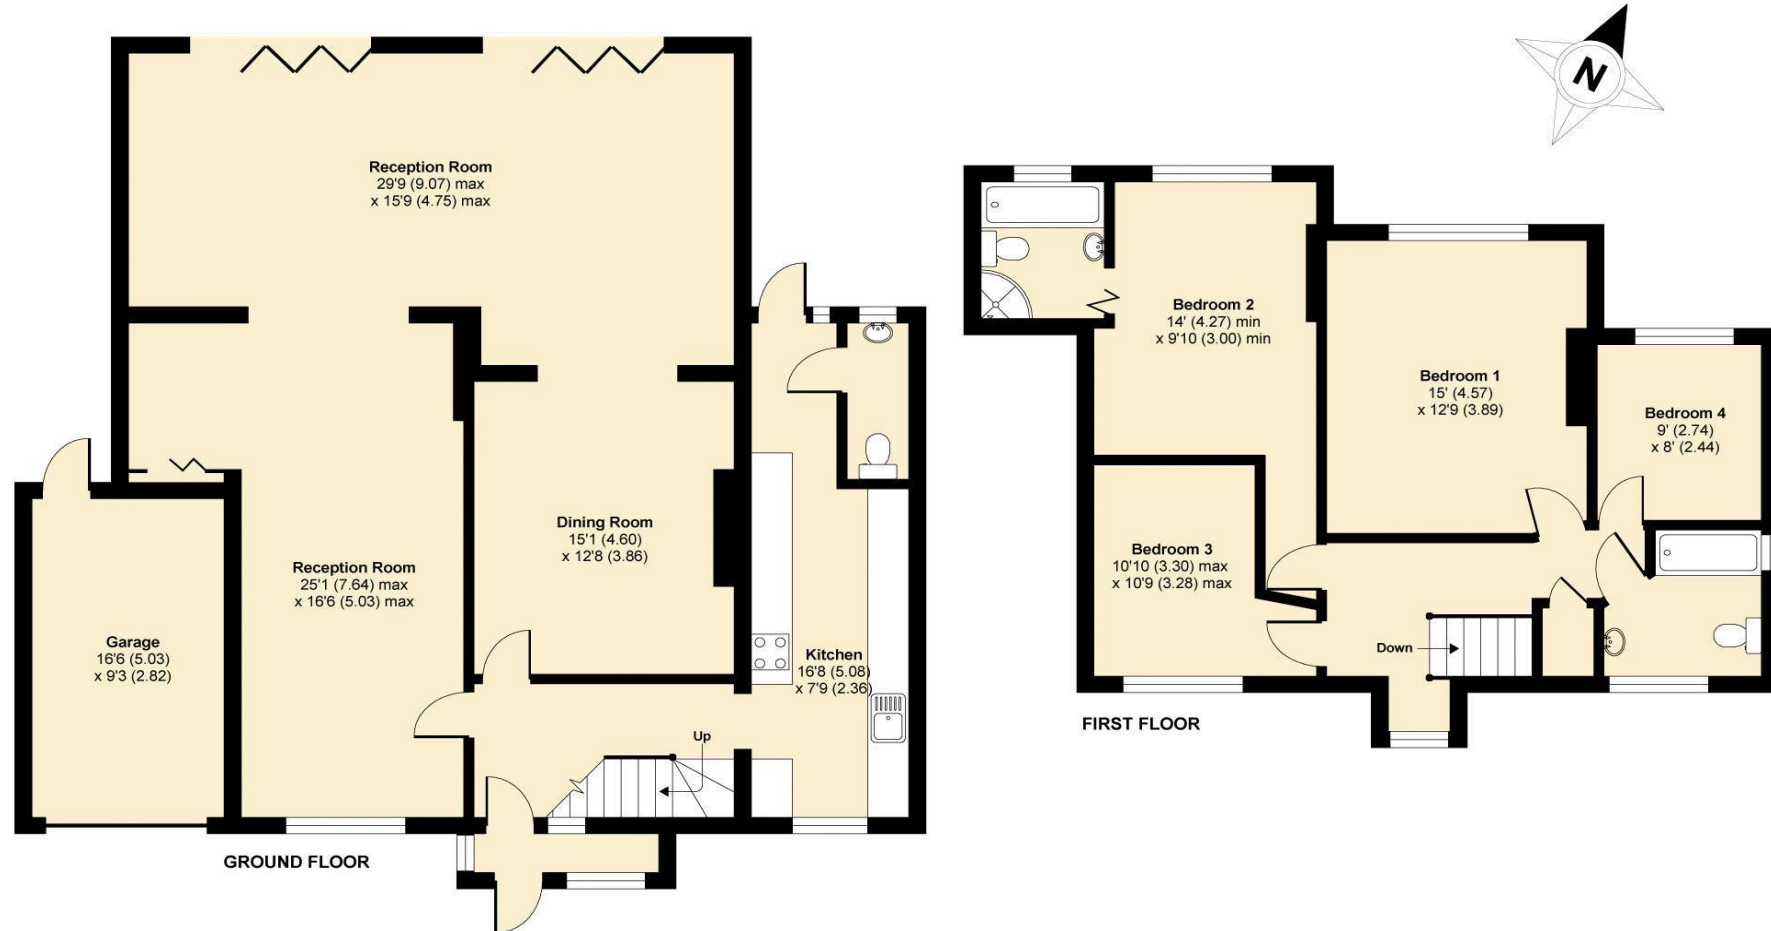 N
Reception Room
29'9 (9.07) max
x 15'9 (4.75) max
Reception Room
25'1 (7.64) max
x 16'6 (5.03) max
Dining Room
15'1 (4.60)
x 12'8 (3.86)
Garage
16'6 (5.03)
x 9'3 (2.82)
Kitchen
16'8 (5.08)
x 7'9 (2.36)
Up
GROUND FLOOR
Bedroom 2
14' (4.27) min
x 9'10 (3.00) min
Bedroom 1
15' (4.57)
x 12'9 (3.89)
Bedroom 4
9' (2.74)
x 8' (2.44)
Bedroom 3
10'10 (3.30) max
x 10'9 (3.28) max
Down
FIRST FLOOR